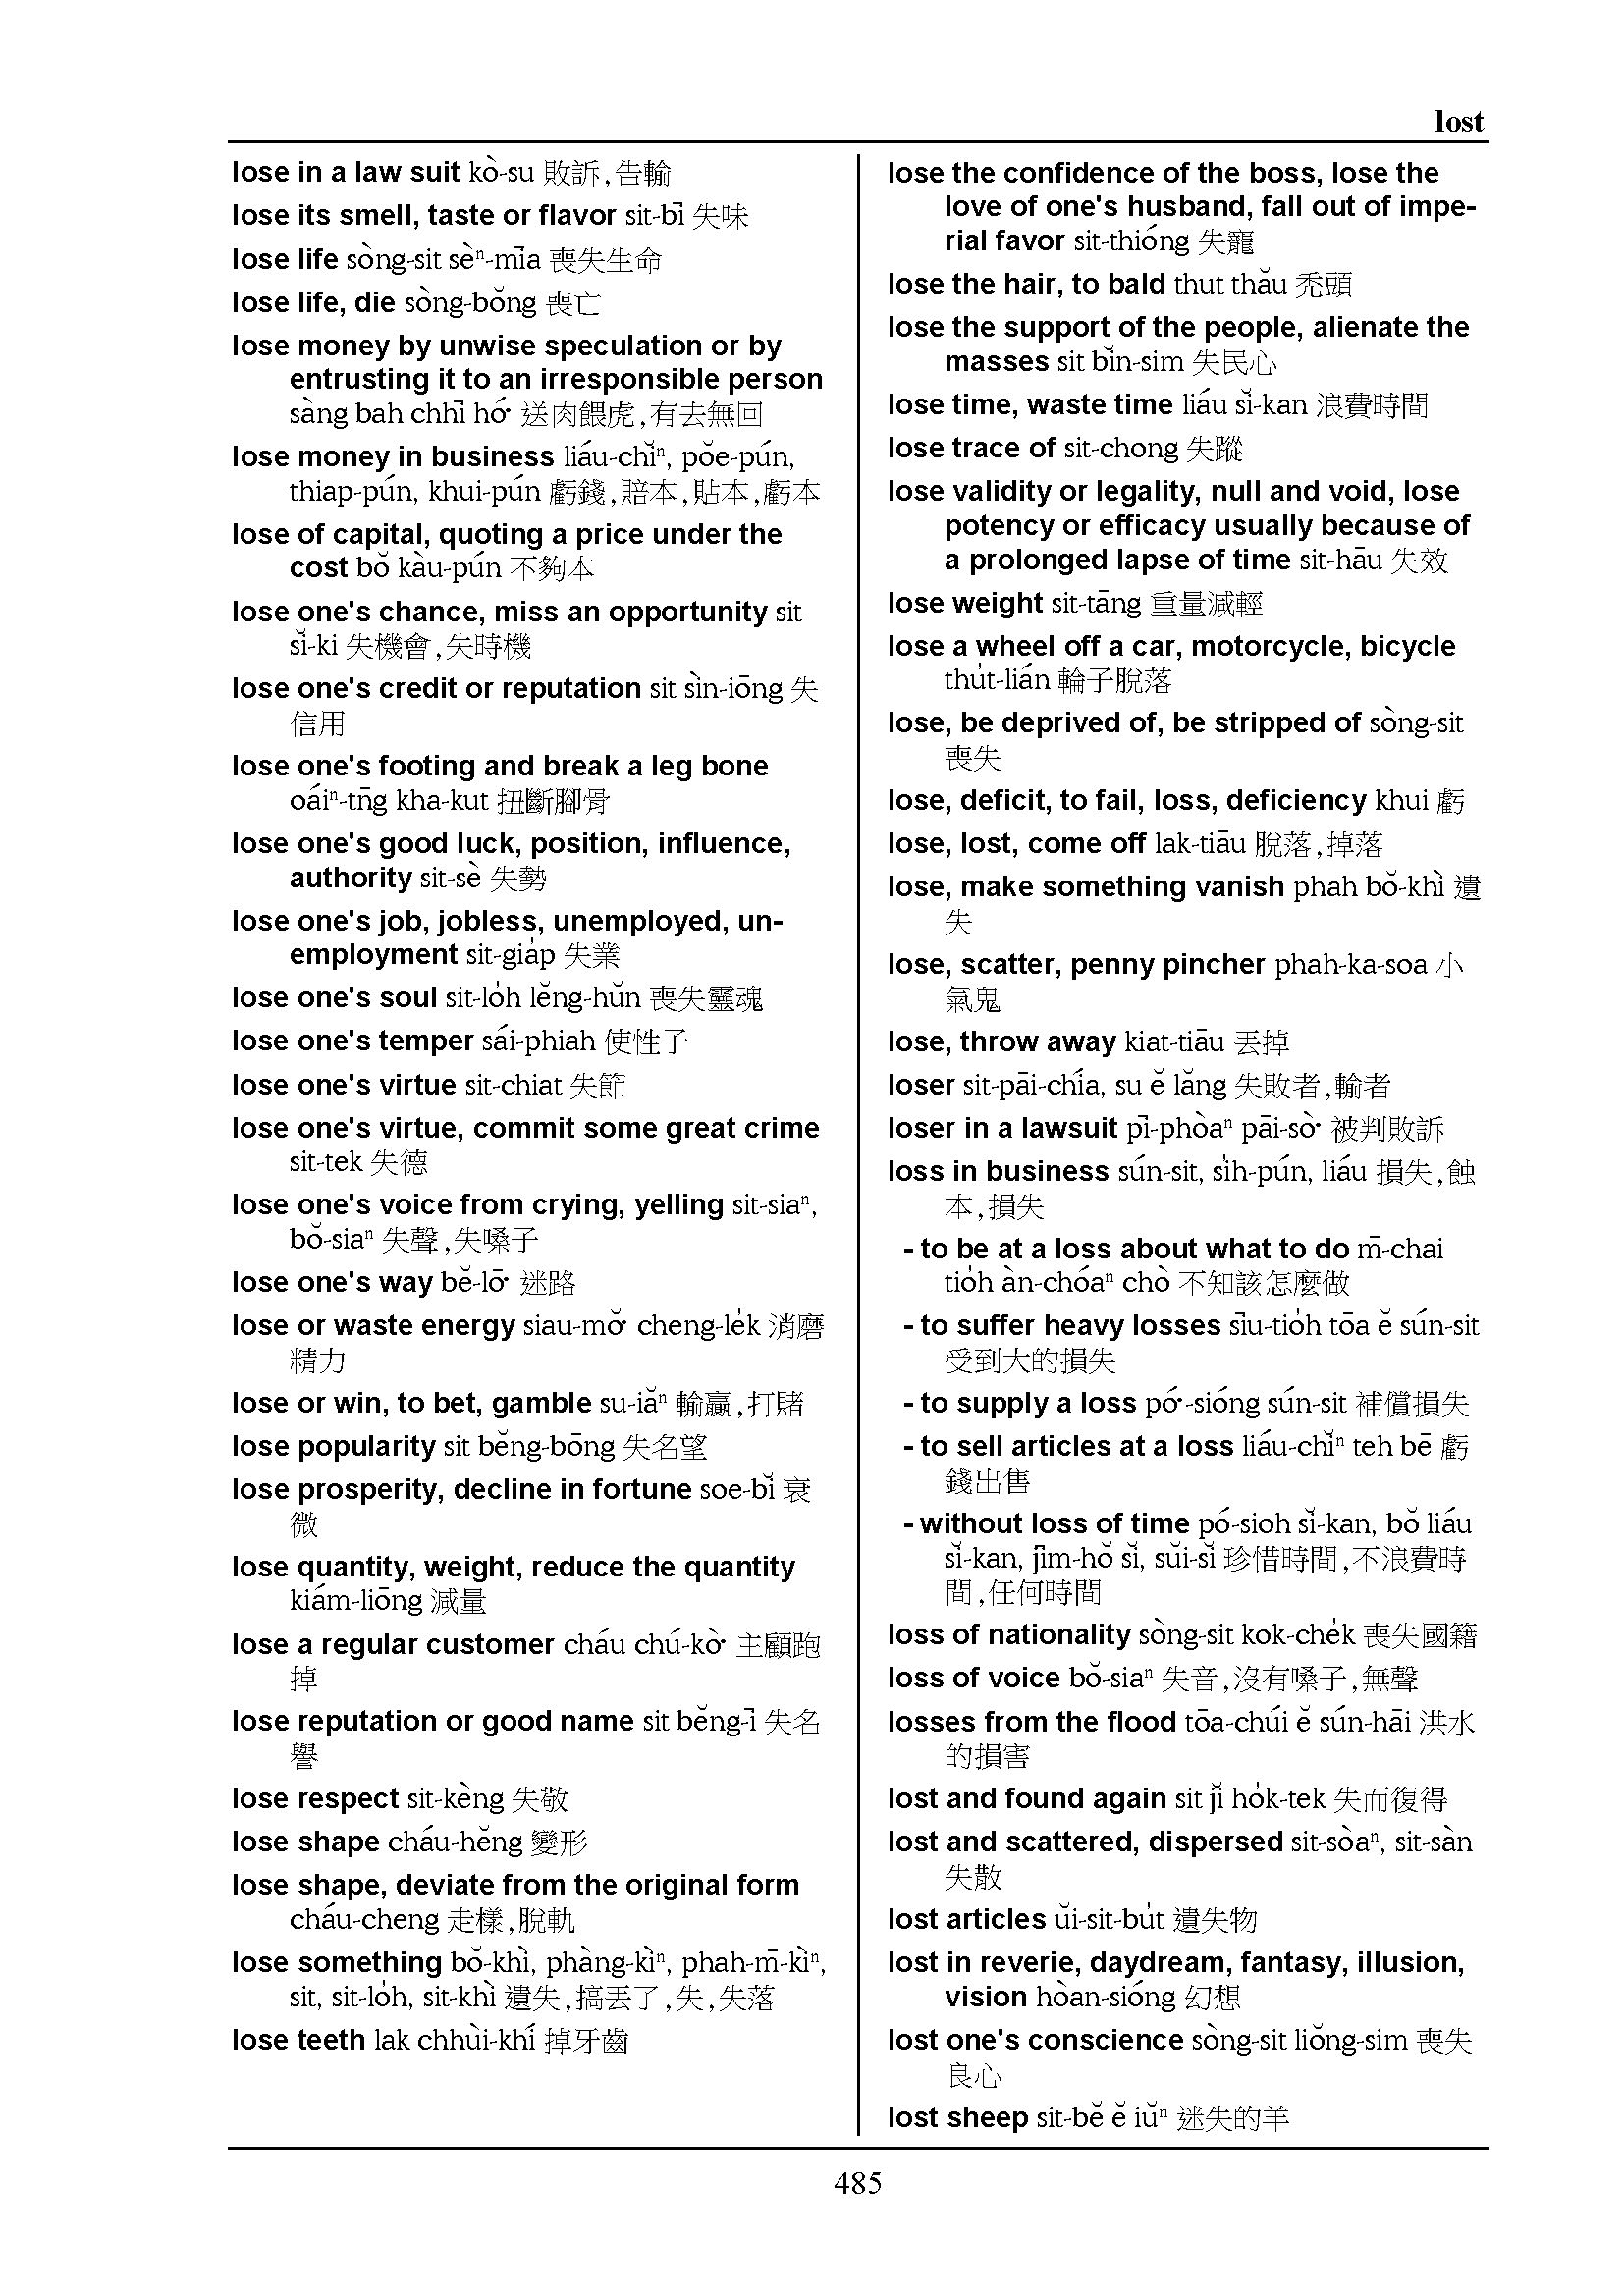 lost
lose in a law suit kò-su 敗訴,告輸
lose its smell, taste or flavor sit-bī 失味
lose life sòng-sit sèⁿ-mīa 喪失生命
lose life, die sòng-bŏng 喪亡
lose money by unwise speculation or by
entrusting it to an irresponsible person
sàng bah chhī hó͘ 送肉餵虎,有去無回
lose money in business liáu-chĭⁿ, pŏe-pún,
thiap-pún, khui-pún 虧錢,賠本,貼本,虧本
lose of capital, quoting a price under the
cost bŏ kàu-pún 不夠本
lose one's chance, miss an opportunity sit
sĭ-ki 失機會,失時機
lose one's credit or reputation sit sìn-iōng 失
信用
lose one's footing and break a leg bone
oáiⁿ-tn̄g kha-kut 扭斷腳骨
lose one's good luck, position, influence,
authority sit-sè 失勢
lose one's job, jobless, unemployed, un-
employment sit-gia̍p 失業
lose one's soul sit-lo̍h lĕng-hŭn 喪失靈魂
lose one's temper sái-phiah 使性子
lose one's virtue sit-chiat 失節
lose one's virtue, commit some great crime
sit-tek 失德
lose one's voice from crying, yelling sit-siaⁿ,
bŏ-siaⁿ 失聲,失嗓子
lose one's way bĕ-lō͘ 迷路
lose or waste energy siau-mŏ͘ cheng-le̍k 消磨
精力
lose or win, to bet, gamble su-iăⁿ 輸贏,打賭
lose popularity sit bĕng-bōng 失名望
lose prosperity, decline in fortune soe-bĭ 衰
微
lose quantity, weight, reduce the quantity
kiám-liōng 減量
lose a regular customer cháu chú-kò͘ 主顧跑
掉
lose reputation or good name sit bĕng-ī 失名
譽
lose respect sit-kèng 失敬
lose shape cháu-hĕng 變形
lose shape, deviate from the original form
cháu-cheng 走樣,脫軌
lose something bŏ-khì, phàng-kìⁿ, phah-m̄-kìⁿ,
sit, sit-lo̍h, sit-khì 遺失,搞丟了,失,失落
lose teeth lak chhùi-khí 掉牙齒
lose the confidence of the boss, lose the
love of one's husband, fall out of impe-
rial favor sit-thióng 失寵
lose the hair, to bald thut thău 禿頭
lose the support of the people, alienate the
masses sit bĭn-sim 失民心
lose time, waste time liáu sĭ-kan 浪費時間
lose trace of sit-chong 失蹤
lose validity or legality, null and void, lose
potency or efficacy usually because of
a prolonged lapse of time sit-hāu 失效
lose weight sit-tāng 重量減輕
lose a wheel off a car, motorcycle, bicycle
thu̍t-lián 輪子脫落
lose, be deprived of, be stripped of sòng-sit
喪失
lose, deficit, to fail, loss, deficiency khui 虧
lose, lost, come off lak-tiāu 脫落,掉落
lose, make something vanish phah bŏ-khì 遺
失
lose, scatter, penny pincher phah-ka-soa 小
氣鬼
lose, throw away kiat-tiāu 丟掉
loser sit-pāi-chía, su ĕ lăng 失敗者,輸者
loser in a lawsuit pī-phòaⁿ pāi-sò͘ 被判敗訴
loss in business sún-sit, si̍h-pún, liáu 損失,蝕
本,損失
- to be at a loss about what to do m̄-chai
tio̍h àn-chóaⁿ chò 不知該怎麼做
- to suffer heavy losses sīu-tio̍h tōa ĕ sún-sit
受到大的損失
- to supply a loss pó͘-sióng sún-sit 補償損失
- to sell articles at a loss liáu-chĭⁿ teh bē 虧
錢出售
- without loss of time pó-sioh sĭ-kan, bŏ liáu
sĭ-kan, jīm-hŏ sĭ, sŭi-sĭ 珍惜時間,不浪費時
間,任何時間
loss of nationality sòng-sit kok-che̍k 喪失國籍
loss of voice bŏ-siaⁿ 失音,沒有嗓子,無聲
losses from the flood tōa-chúi ĕ sún-hāi 洪水
的損害
lost and found again sit jĭ ho̍k-tek 失而復得
lost and scattered, dispersed sit-sòaⁿ, sit-sàn
失散
lost articles ŭi-sit-bu̍t 遺失物
lost in reverie, daydream, fantasy, illusion,
vision hòan-sióng 幻想
lost one's conscience sòng-sit liŏng-sim 喪失
良心
lost sheep sit-bĕ ĕ iŭⁿ 迷失的羊
485